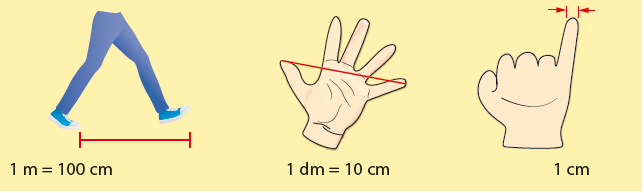 1 m = 100 cm
1 dm = 10 cm
1 cm